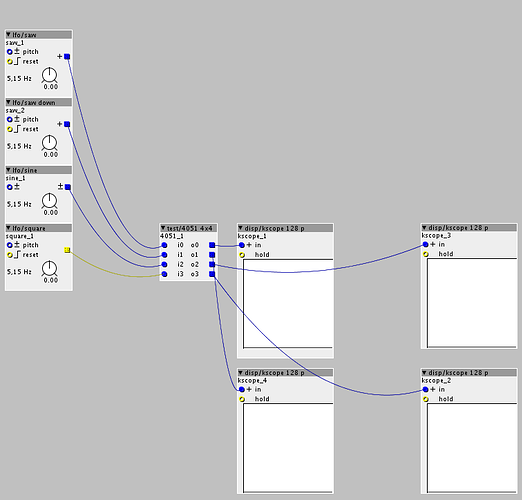 lfo/saw
saw_1
± pitch
reset
+
5,15 Hz
0.00
lfo/saw down
saw_2
± pitch
reset
+
5,15 Hz
0.00
lfo/sine
sine_1
± pitch
±
5,15 Hz
0.00
lfo/square
square_1
± pitch
reset
5,15 Hz
0.00
test/4051 4x4
4051_1
i0 o0
i1 o1
i2 o2
i3 o3
disp/kscope 128 p
kscope_1
+ in
hold
disp/kscope 128 p
kscope_3
+ in
hold
disp/kscope 128 p
kscope_4
+ in
hold
disp/kscope 128 p
kscope_2
+ in
hold